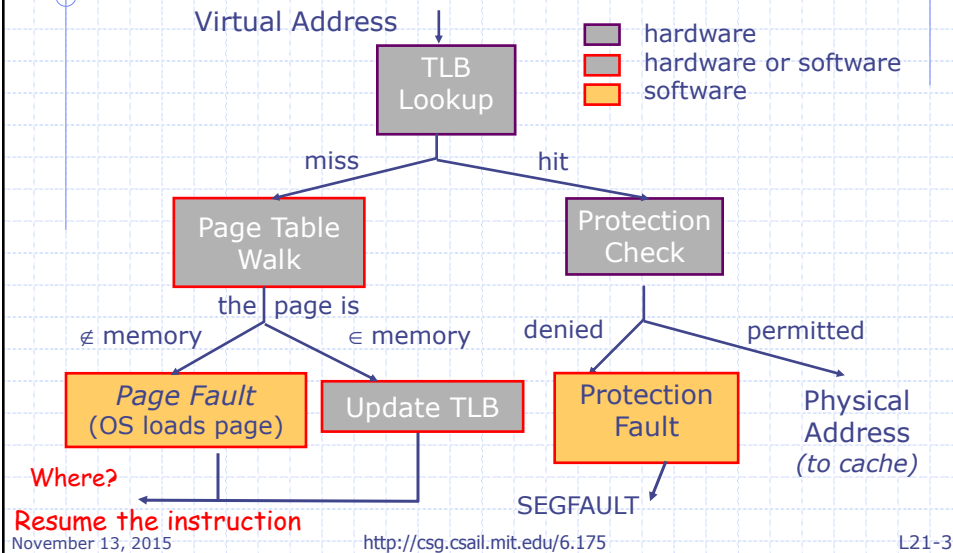 Virtual Address
hardware
hardware or software
software
TLB
Lookup
miss
hit
Page Table
Walk
Protection
Check
the page is
∉ memory
∈ memory
denied
permitted
Page Fault
(OS loads page)
Update TLB
Protection
Fault
Physical
Address
(to cache)
Where?
SEGFAULT
Resume the instruction
November 13, 2015
http://csg.csail.mit.edu/6.175
L21-3